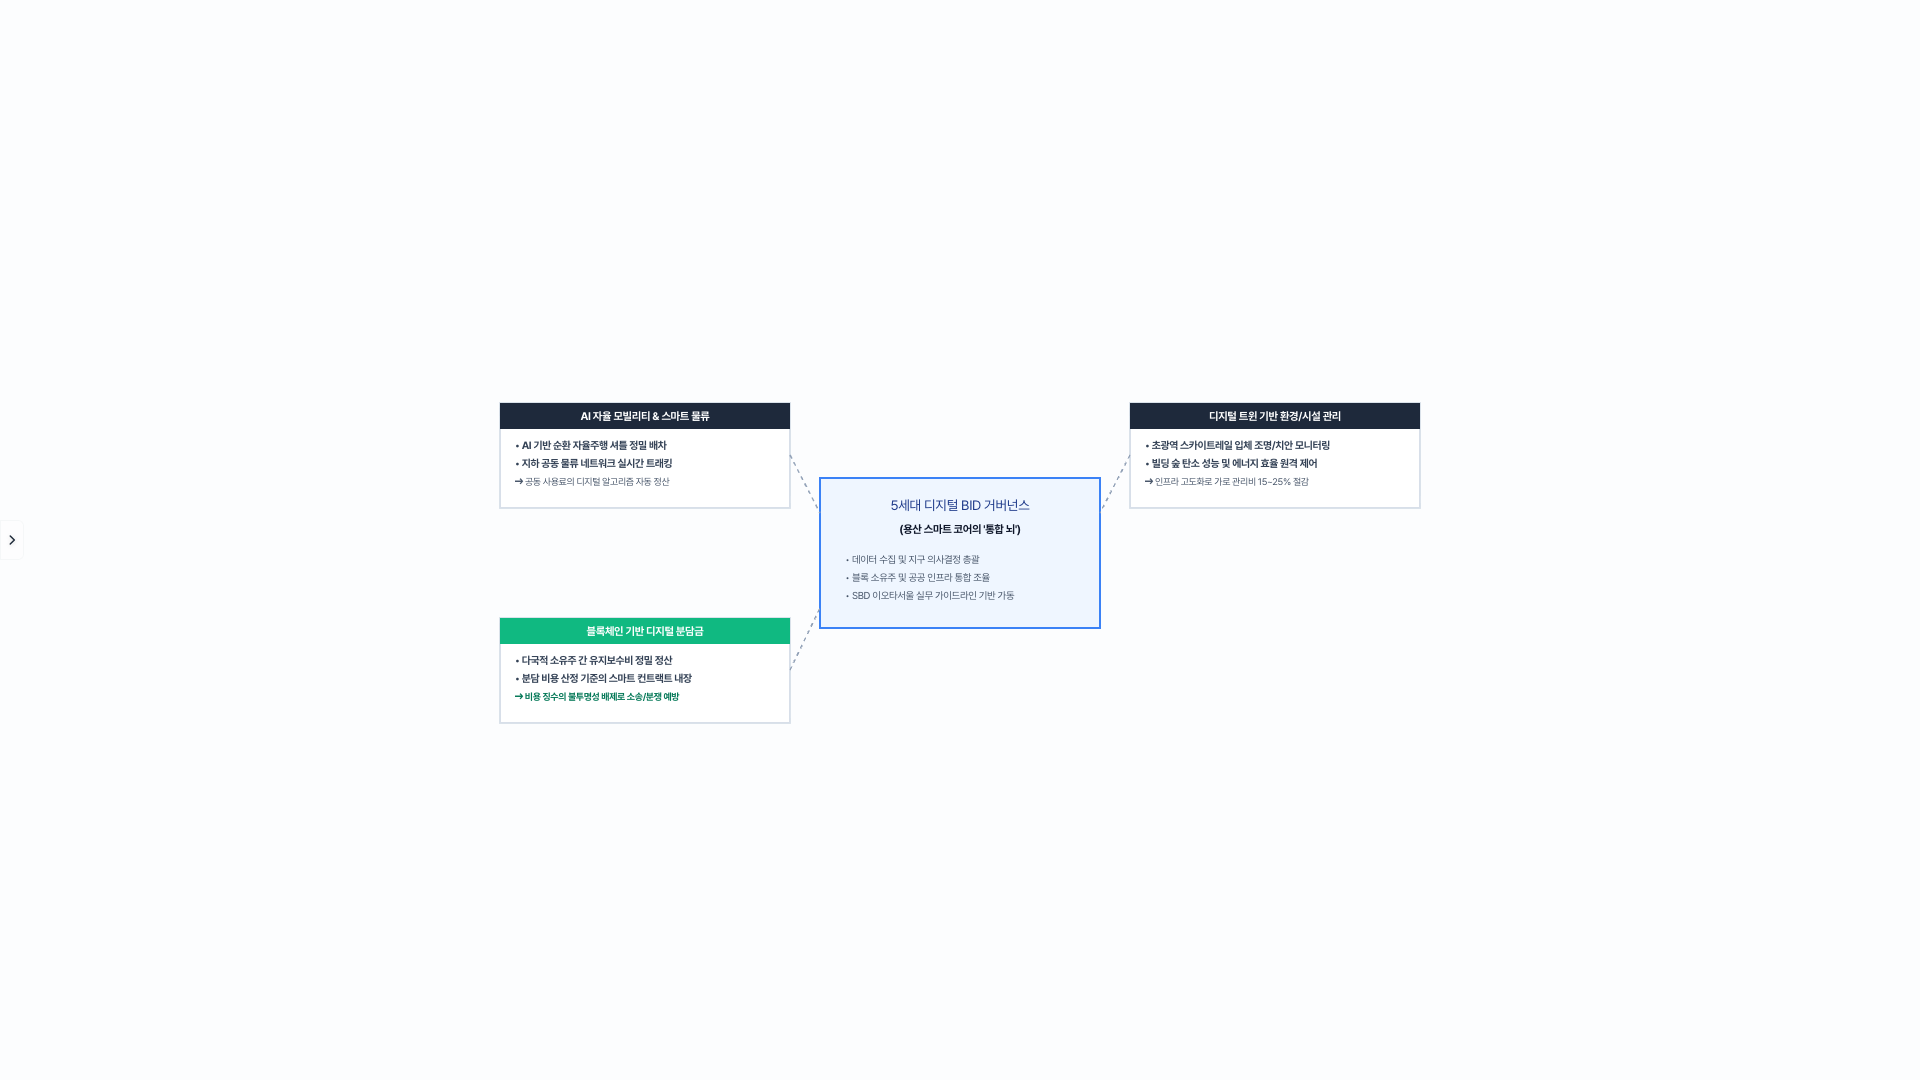 AI 자율 모빌리티 & 스마트 물류
• AI 기반 순환 자율주행 셔틀 정밀 배차
• 지하 공동 물류 네트워크 실시간 트래킹
→ 공동 사용료의 디지털 알고리즘 자동 정산
디지털 트윈 기반 환경/시설 관리
• 초광역 스카이트레일 입체 조명/치안 모니터링
• 빌딩 숲 탄소 성능 및 에너지 효율 원격 제어
→ 인프라 고도화로 가로 관리비 15~25% 절감
5세대 디지털 BID 거버넌스
(용산 스마트 코어의 '통합 뇌')
• 데이터 수집 및 지구 의사결정 총괄
• 블록 소유주 및 공공 인프라 통합 조율
• SBD 이오타서울 실무 가이드라인 기반 가동
블록체인 기반 디지털 분담금
• 다국적 소유주 간 유지보수비 정밀 정산
• 분담 비용 산정 기준의 스마트 컨트랙트 내장
→ 비용 징수의 불투명성 배제로 소송/분쟁 예방